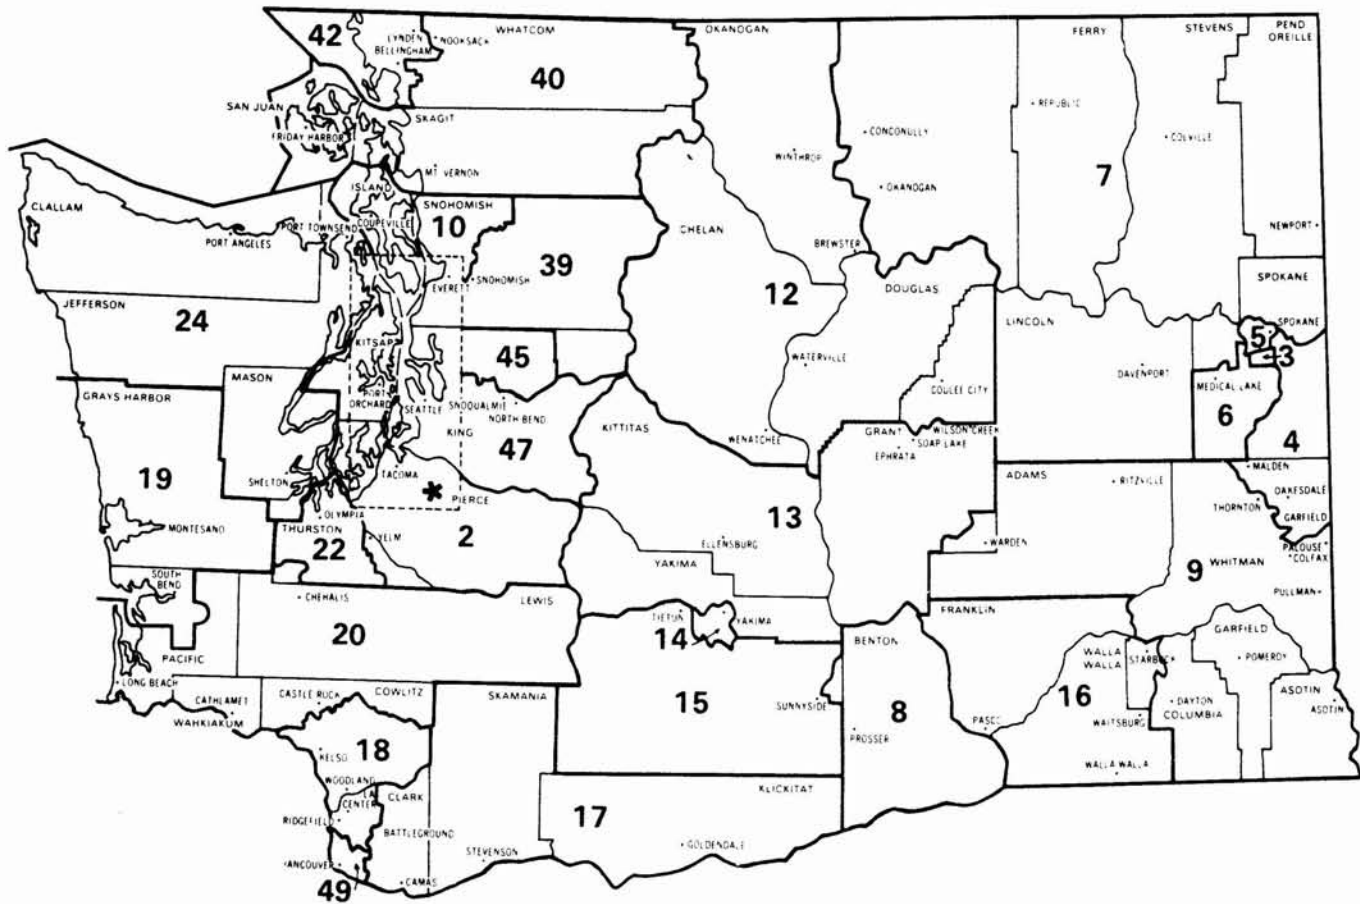 42
LYNDEN
NOOKSACK
BELLINGHAM
WHATCOM
OKANOGAN
FERRY
STEVENS
PEND
OREILLE
40
SAN JUAN
SKAGIT
REPUBLIC
FRIDAY HARBOR
CONCONULLY
COLVILLE
WINTHROP
MT VERNON
7
OKANOGAN
ISLAND
CLALLAM
SNOHOMISH
PORT TOWNSEND
COUPEVILLE
10
CHELAN
NEWPORT
PORT ANGELES
BREWSTER
39
EVERETT
SNOHOMISH
SPOKANE
DOUGLAS
12
JEFFERSON
24
LINCOLN
SPOKANE
5
KITSAP
45
3
WATERVILLE
MASON
DAVENPORT
MEDICAL LAKE
COULEE CITY
PORT
ORCHARD
GRAYS HARBOR
SEATTLE
SNOQUALMIE
NORTH BEND
6
KING
KITTITAS
WENATCHEE
GRANT
WILSON CREEK
SOAP LAKE
EPHRATA
4
47
TACOMA
MALDEN
SHELTON
ADAMS
RITZVILLE
19
*
PIERCE
OAKESDALE
THORNTON
OLYMPIA
13
GARFIELD
MONTESANO
THURSTON
YELM
2
ELLENSBURG
WARDEN
PALOUSE
COLFAX
22
YAKIMA
9
WHITMAN
SOUTH
BEND
CHEHALIS
LEWIS
PULLMAN
TIETON
YAKIMA
FRANKLIN
20
14
BENTON
GARFIELD
PACIFIC
WALLA
WALLA
STARBUCK
POMEROY
LONG BEACH
CATHLAMET
CASTLE ROCK
COWLITZ
SKAMANIA
15
SUNNYSIDE
8
16
ASOTIN
DAYTON
COLUMBIA
ASOTIN
WAHKIAKUM
PASCO
WAITSBURG
PROSSER
18
KELSO
WALLA WALLA
WOODLAND
LA
CENTER
CLARK
KLICKITAT
RIDGEFIELD
BATTLEGROUND
17
GOLDENDALE
STEVENSON
VANCOUVER
49
CAMAS